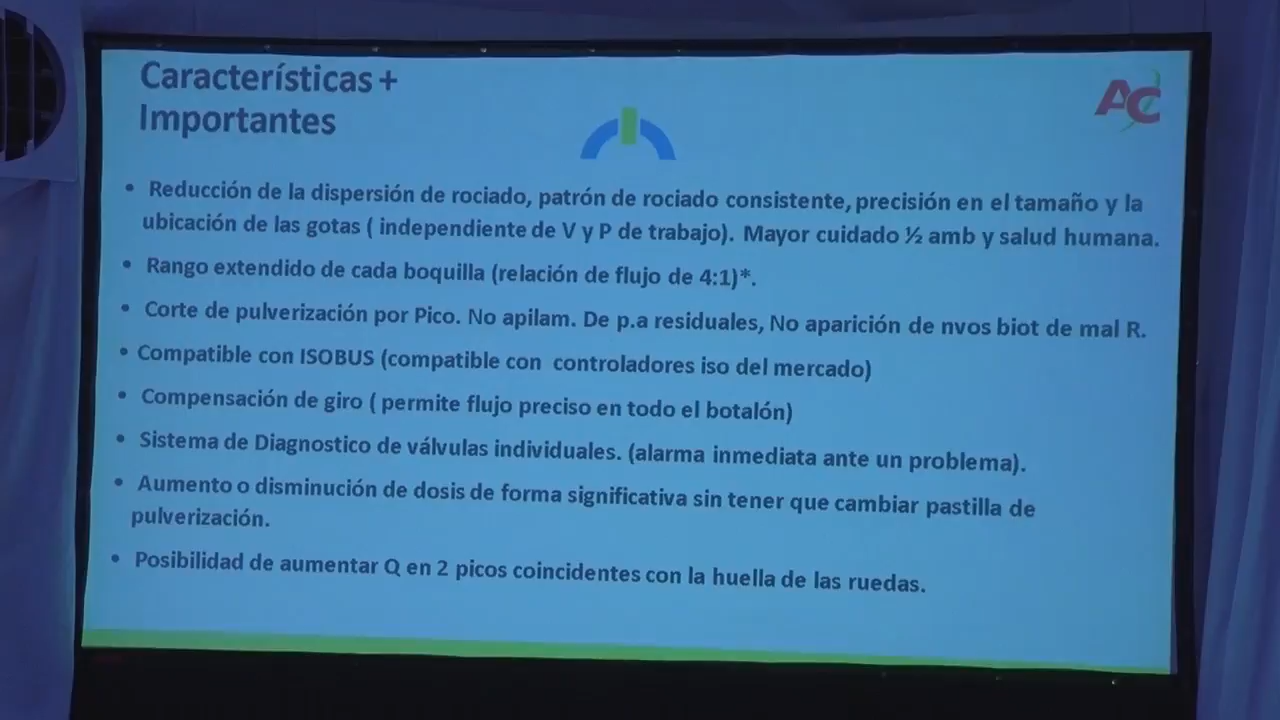 Características +
Importantes
AC
• Reducción de la dispersión de rociado, patrón de rociado consistente, precisión en el tamaño y la
ubicación de las gotas ( independiente de V y P de trabajo). Mayor cuidado ½ amb y salud humana.
• Rango extendido de cada boquilla (relación de flujo de 4:1)*.
• Corte de pulverización por Pico. No apilam. De p.a residuales, No aparición de nvos biot de mal R.
• Compatible con ISOBUS (compatible con controladores iso del mercado)
• Compensación de giro ( permite flujo preciso en todo el botalón)
• Sistema de Diagnostico de válvulas individuales. (alarma inmediata ante un problema).
• Aumento o disminución de dosis de forma significativa sin tener que cambiar pastilla de
pulverización.
• Posibilidad de aumentar Q en 2 picos coincidentes con la huella de las ruedas.